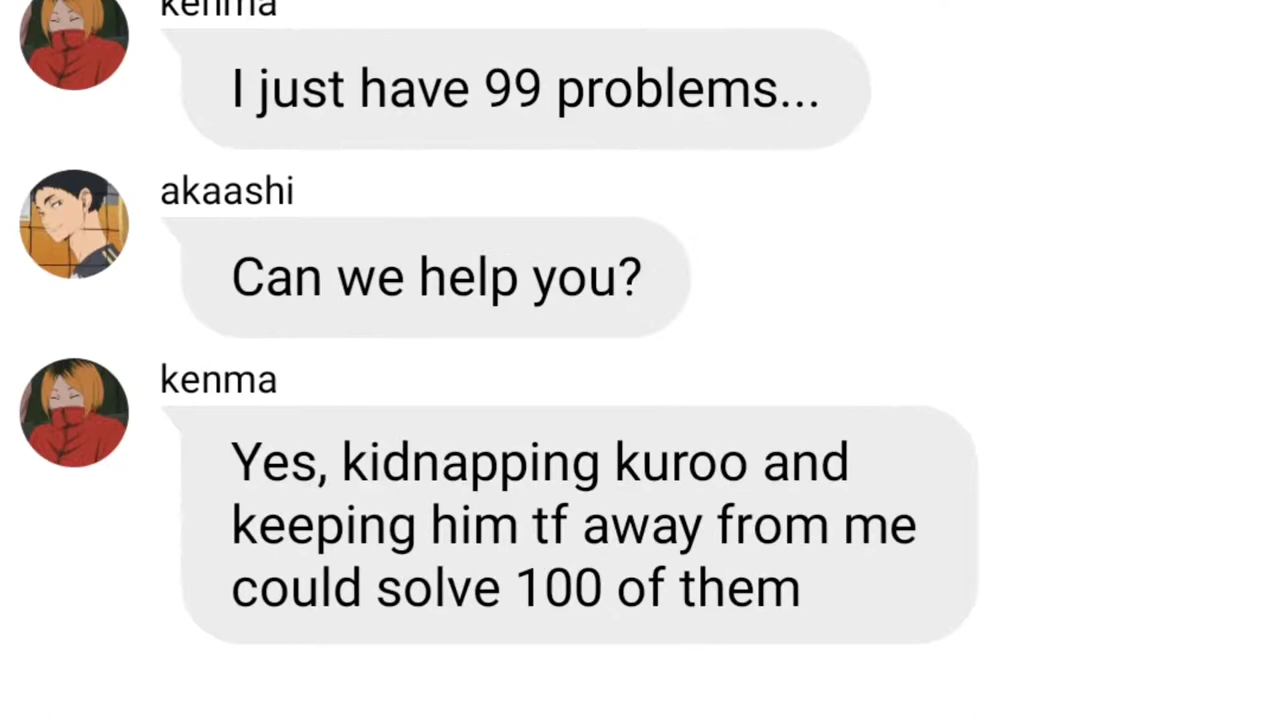 kenma
I just have 99 problems...
akaashi
Can we help you?
kenma
Yes, kidnapping kuroo and
keeping him tf away from me
could solve 100 of them